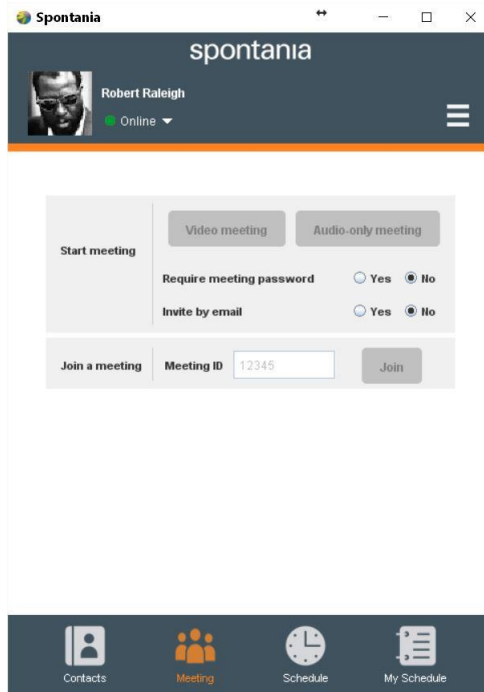 Spontania
spontania
Robert Raleigh
Online
Start meeting
Video meeting
Audio-only meeting
Require meeting password
Yes
No
Invite by email
Yes
No
Join a meeting
Meeting ID
12345
Join
Contacts
Meeting
Schedule
My Schedule